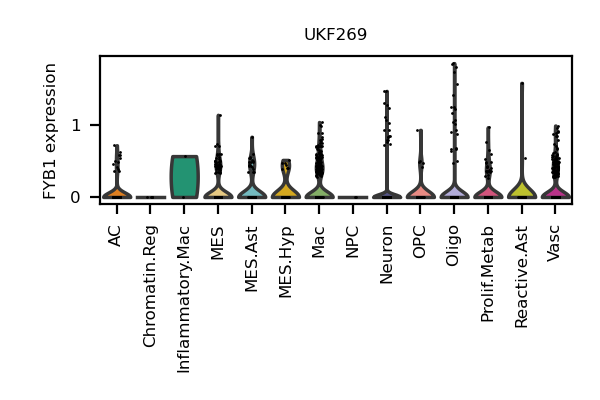 UKF269
FYB1 expression
1
0
AC
Chromatin.Reg
Inflammatory.Mac
MES
MES.Ast
MES.Hyp
Mac
NPC
Neuron
OPC
Oligo
Prolif.Metab
Reactive.Ast
Vasc